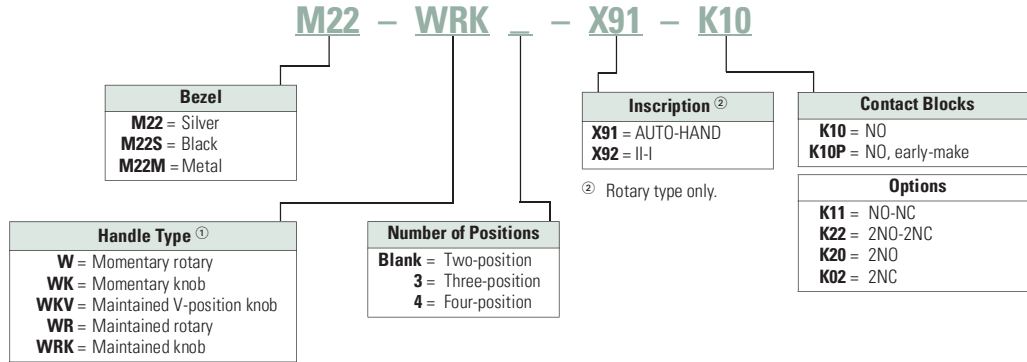 M22 – WRK _ – X91 – K10
Bezel
M22 = Silver
M22S = Black
M22M = Metal
Inscription ②
X91 = AUTO-HAND
X92 = II-I
② Rotary type only.
Contact Blocks
K10 = NO
K10P = NO, early-make
Options
K11 = NO-NC
K22 = 2NO-2NC
K20 = 2NO
K02 = 2NC
Handle Type ①
W = Momentary rotary
WK = Momentary knob
WKV = Maintained V-position knob
WR = Maintained rotary
WRK = Maintained knob
Number of Positions
Blank = Two-position
3 = Three-position
4 = Four-position